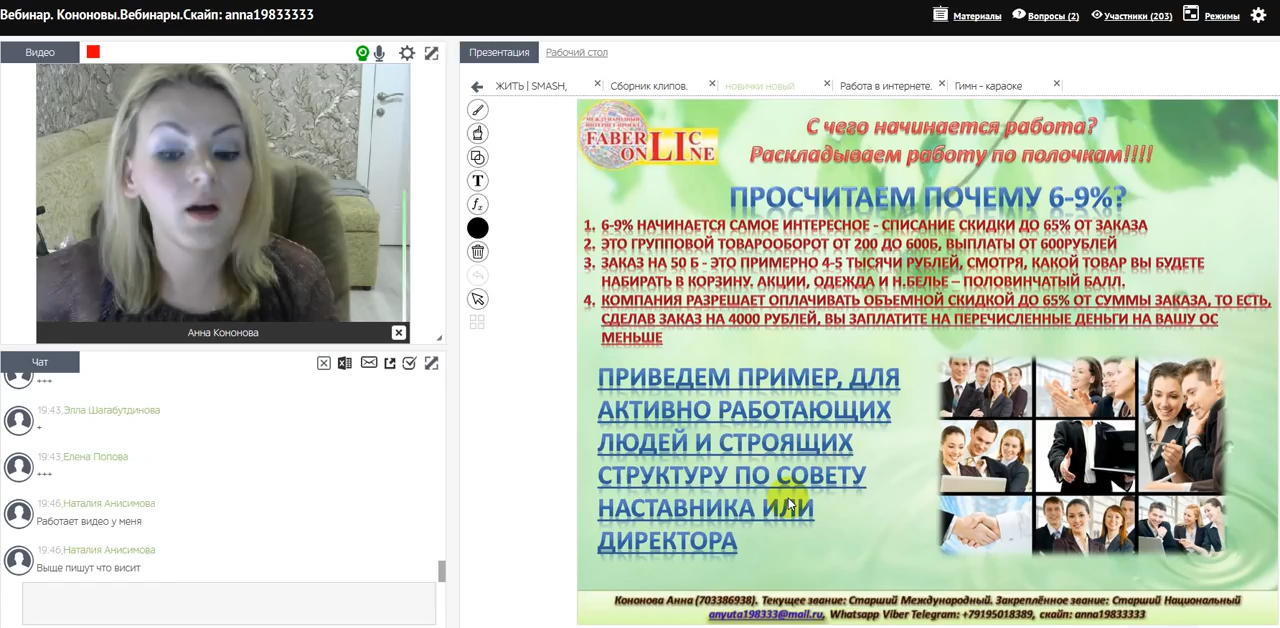 Вебинар. Кононовы.Вебинары.Скайп: anna19833333
Материалы
Вопросы (2)
Участники (203)
Режимы
Видео
Анна Кононова
Чат
+++
19:43,Элла Шагабутдинова
+
19:43,Елена Попова
+++
19:46,Наталия Анисимова
Работает видео у меня
19:46,Наталия Анисимова
Выще пишут что висит
Презентация
Рабочий стол
ЖИТЬ | SMASH,
Сборник клипов.
новички новый
Работа в интернете.
Гимн - караоке
T
fx
МЕЖДУНАРОДНЫЙ
ИНТЕРНЕТ-ПРОЕКТ
FABERLIC
ONLINE
С чего начинается работа?
Раскладываем работу по полочкам!!!!
ПРОСЧИТАЕМ ПОЧЕМУ 6-9%?
1. 6-9% НАЧИНАЕТСЯ САМОЕ ИНТЕРЕСНОЕ - СПИСАНИЕ СКИДКИ ДО 65% ОТ ЗАКАЗА
2. ЭТО ГРУППОВОЙ ТОВАРООБОРОТ ОТ 200 ДО 600Б, ВЫПЛАТЫ ОТ 600РУБЛЕЙ
3. ЗАКАЗ НА 50 Б - ЭТО ПРИМЕРНО 4-5 ТЫСЯЧИ РУБЛЕЙ, СМОТРЯ, КАКОЙ ТОВАР ВЫ БУДЕТЕ
НАБИРАТЬ В КОРЗИНУ. АКЦИИ, ОДЕЖДА И Н.БЕЛЬЕ – ПОЛОВИНЧАТЫЙ БАЛЛ.
4. КОМПАНИЯ РАЗРЕШАЕТ ОПЛАЧИВАТЬ ОБЪЕМНОЙ СКИДКОЙ ДО 65% ОТ СУММЫ ЗАКАЗА, ТО ЕСТЬ,
СДЕЛАВ ЗАКАЗ НА 4000 РУБЛЕЙ, ВЫ ЗАПЛАТИТЕ НА ПЕРЕЧИСЛЕННЫЕ ДЕНЬГИ НА ВАШУ ОС
МЕНЬШЕ
ПРИВЕДЕМ ПРИМЕР, ДЛЯ
АКТИВНО РАБОТАЮЩИХ
ЛЮДЕЙ И СТРОЯЩИХ
СТРУКТУРУ ПО СОВЕТУ
НАСТАВНИКА ИЛИ
ДИРЕКТОРА
Кононова Анна (703386938). Текущее звание: Старший Международный. Закреплённое звание: Старший Национальный
anyuta198333@mail.ru, Whatsapp Viber Telegram: +79195018389, скайп: anna19833333